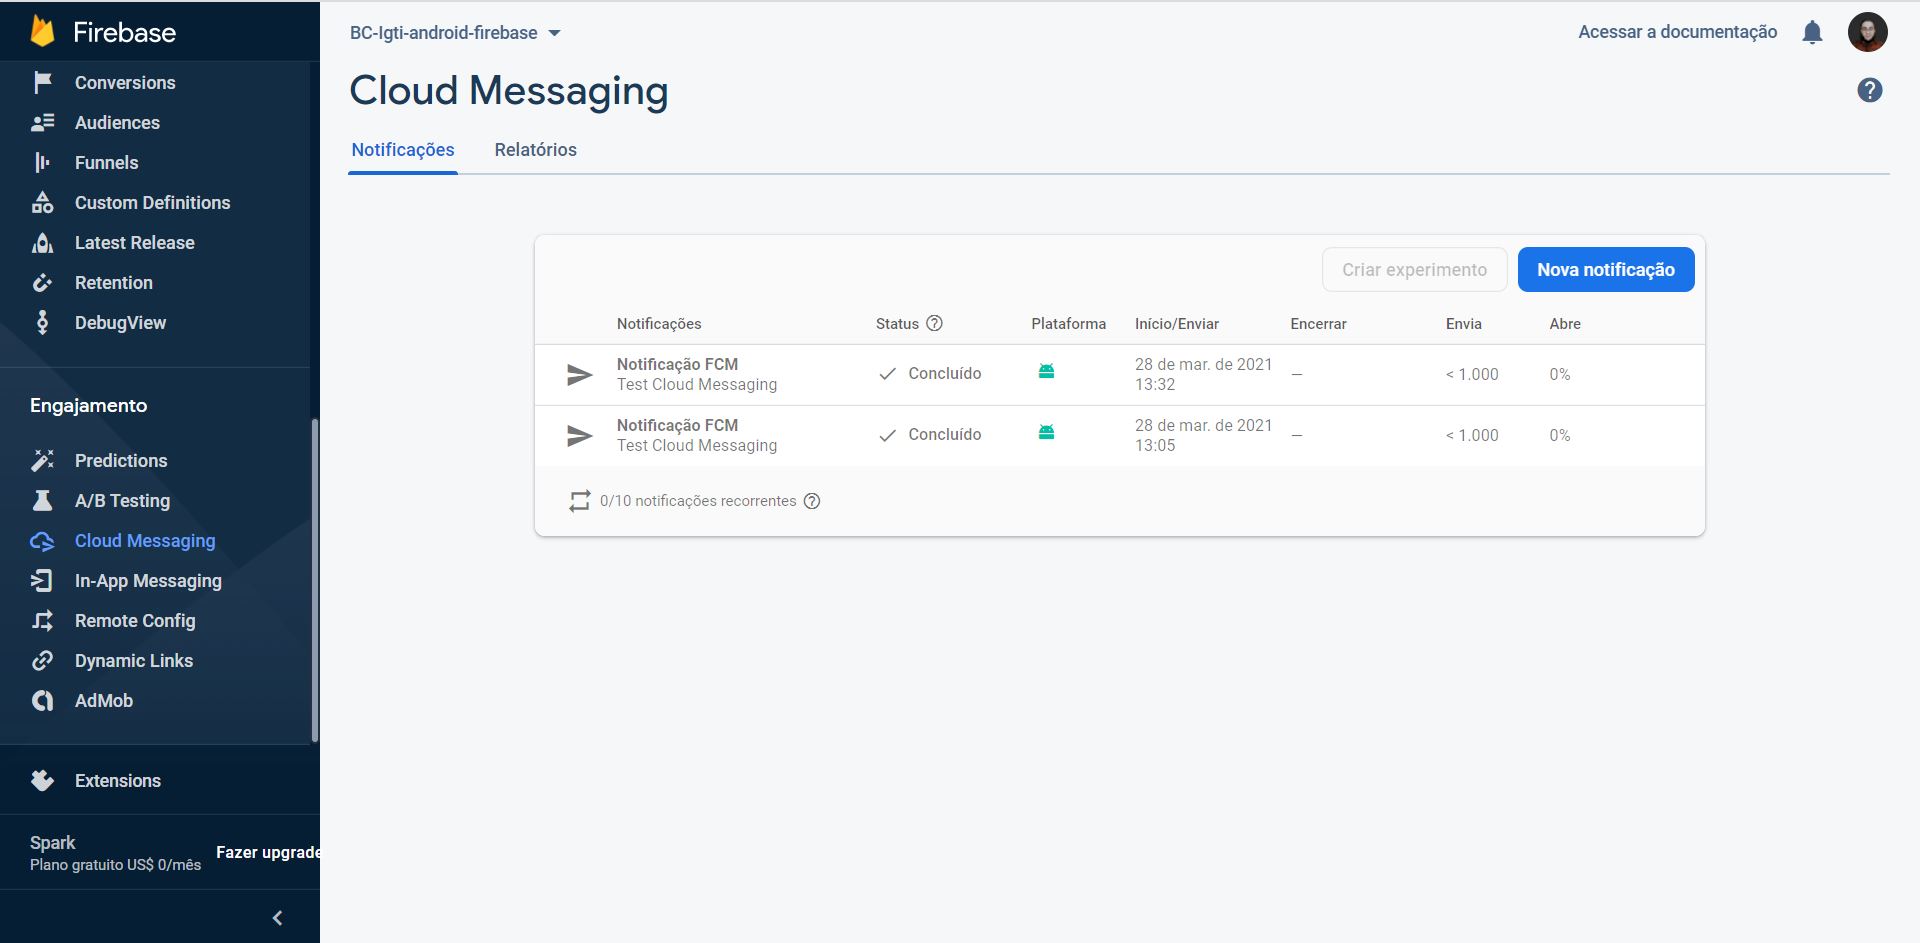 Firebase
Conversions
Audiences
Funnels
Custom Definitions
Latest Release
Retention
DebugView
Engajamento
Predictions
A/B Testing
Cloud Messaging
In-App Messaging
Remote Config
Dynamic Links
AdMob
Extensions
Spark
Plano gratuito US$ 0/mês
Fazer upgrade
BC-Igti-android-firebase
Acessar a documentação
Cloud Messaging
Notificações Relatórios
Criar experimento Nova notificação
Notificações Status Plataforma Início/Enviar Encerrar Envia Abre
Notificação FCM
Test Cloud Messaging
Concluído
28 de mar. de 2021
13:32
—
< 1.000
0%
Notificação FCM
Test Cloud Messaging
Concluído
28 de mar. de 2021
13:05
—
< 1.000
0%
0/10 notificações recorrentes